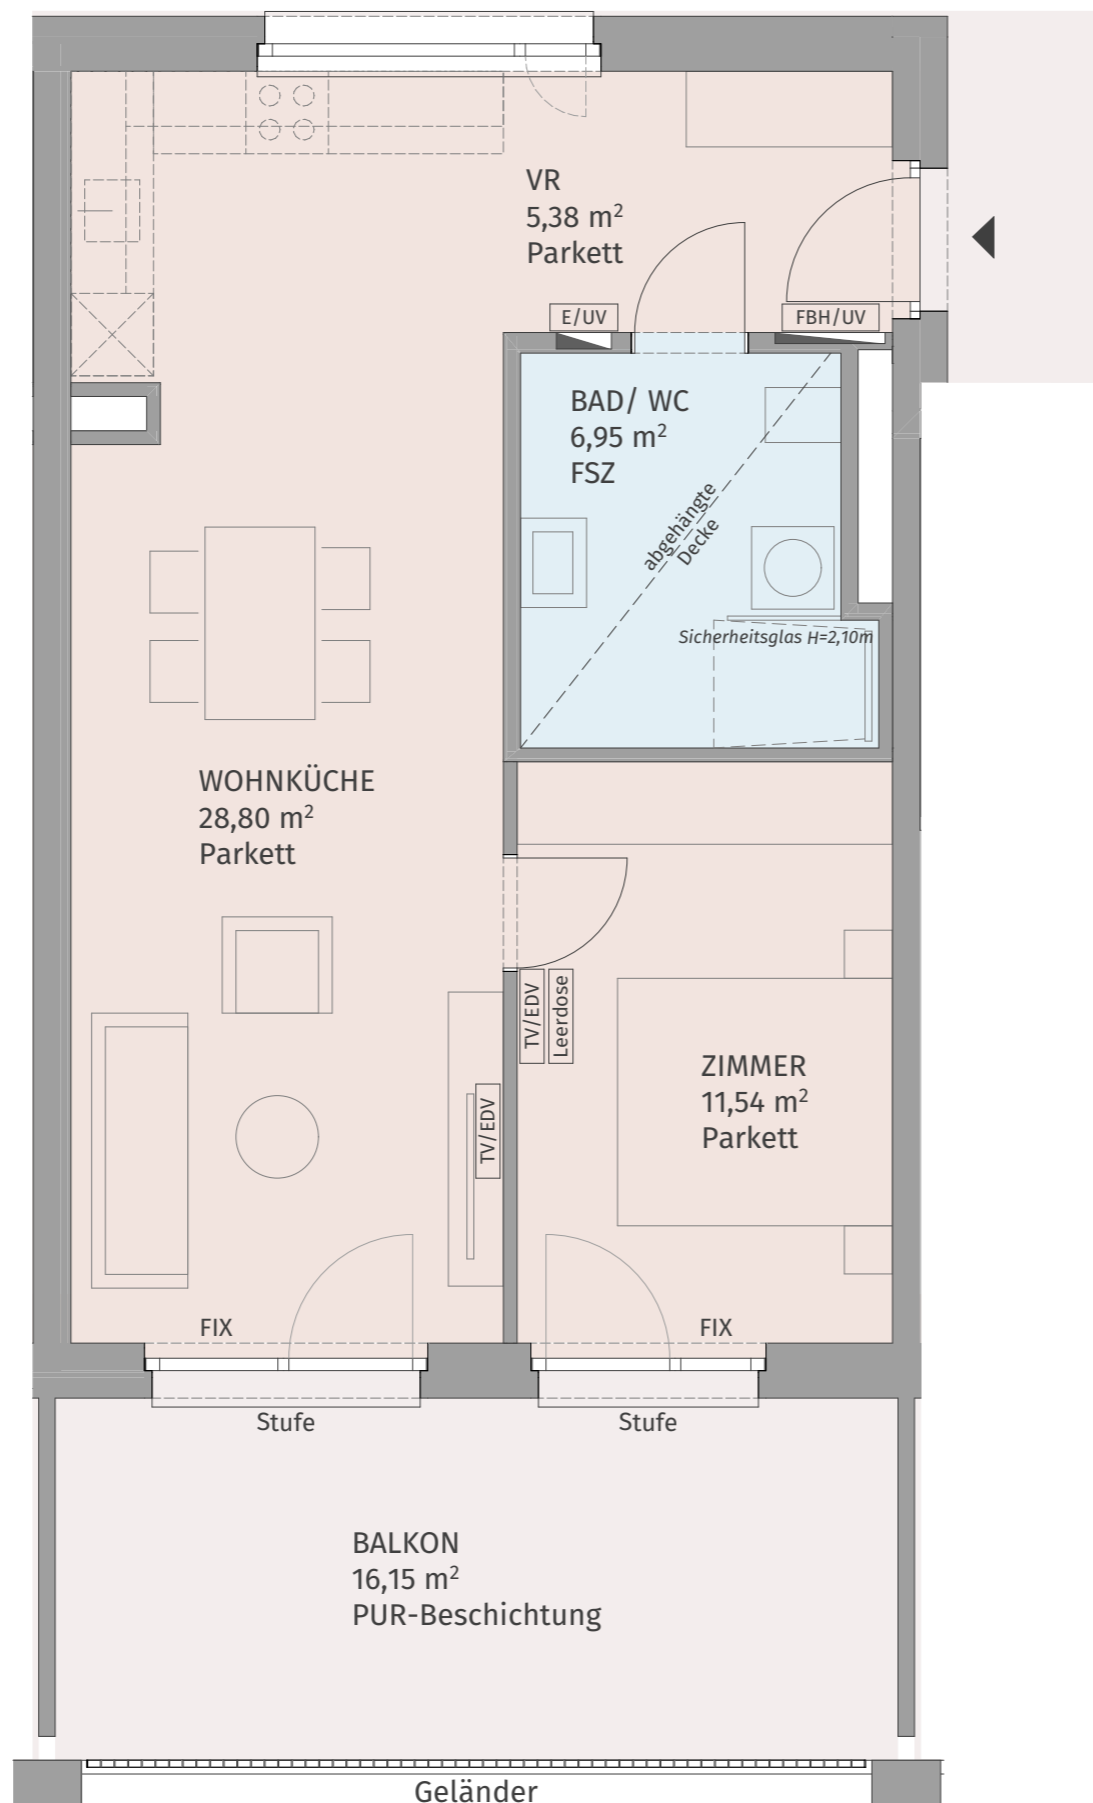 VR
5,38 m²
Parkett
E/UV
FBH/UV
BAD/ WC
6,95 m²
FSZ
abgehängte
Decke
Sicherheitsglas H=2,10m
WOHNKÜCHE
28,80 m²
Parkett
TV/EDV
Leerdose
ZIMMER
11,54 m²
Parkett
TV/EDV
FIX
FIX
Stufe
Stufe
BALKON
16,15 m²
PUR-Beschichtung
Geländer